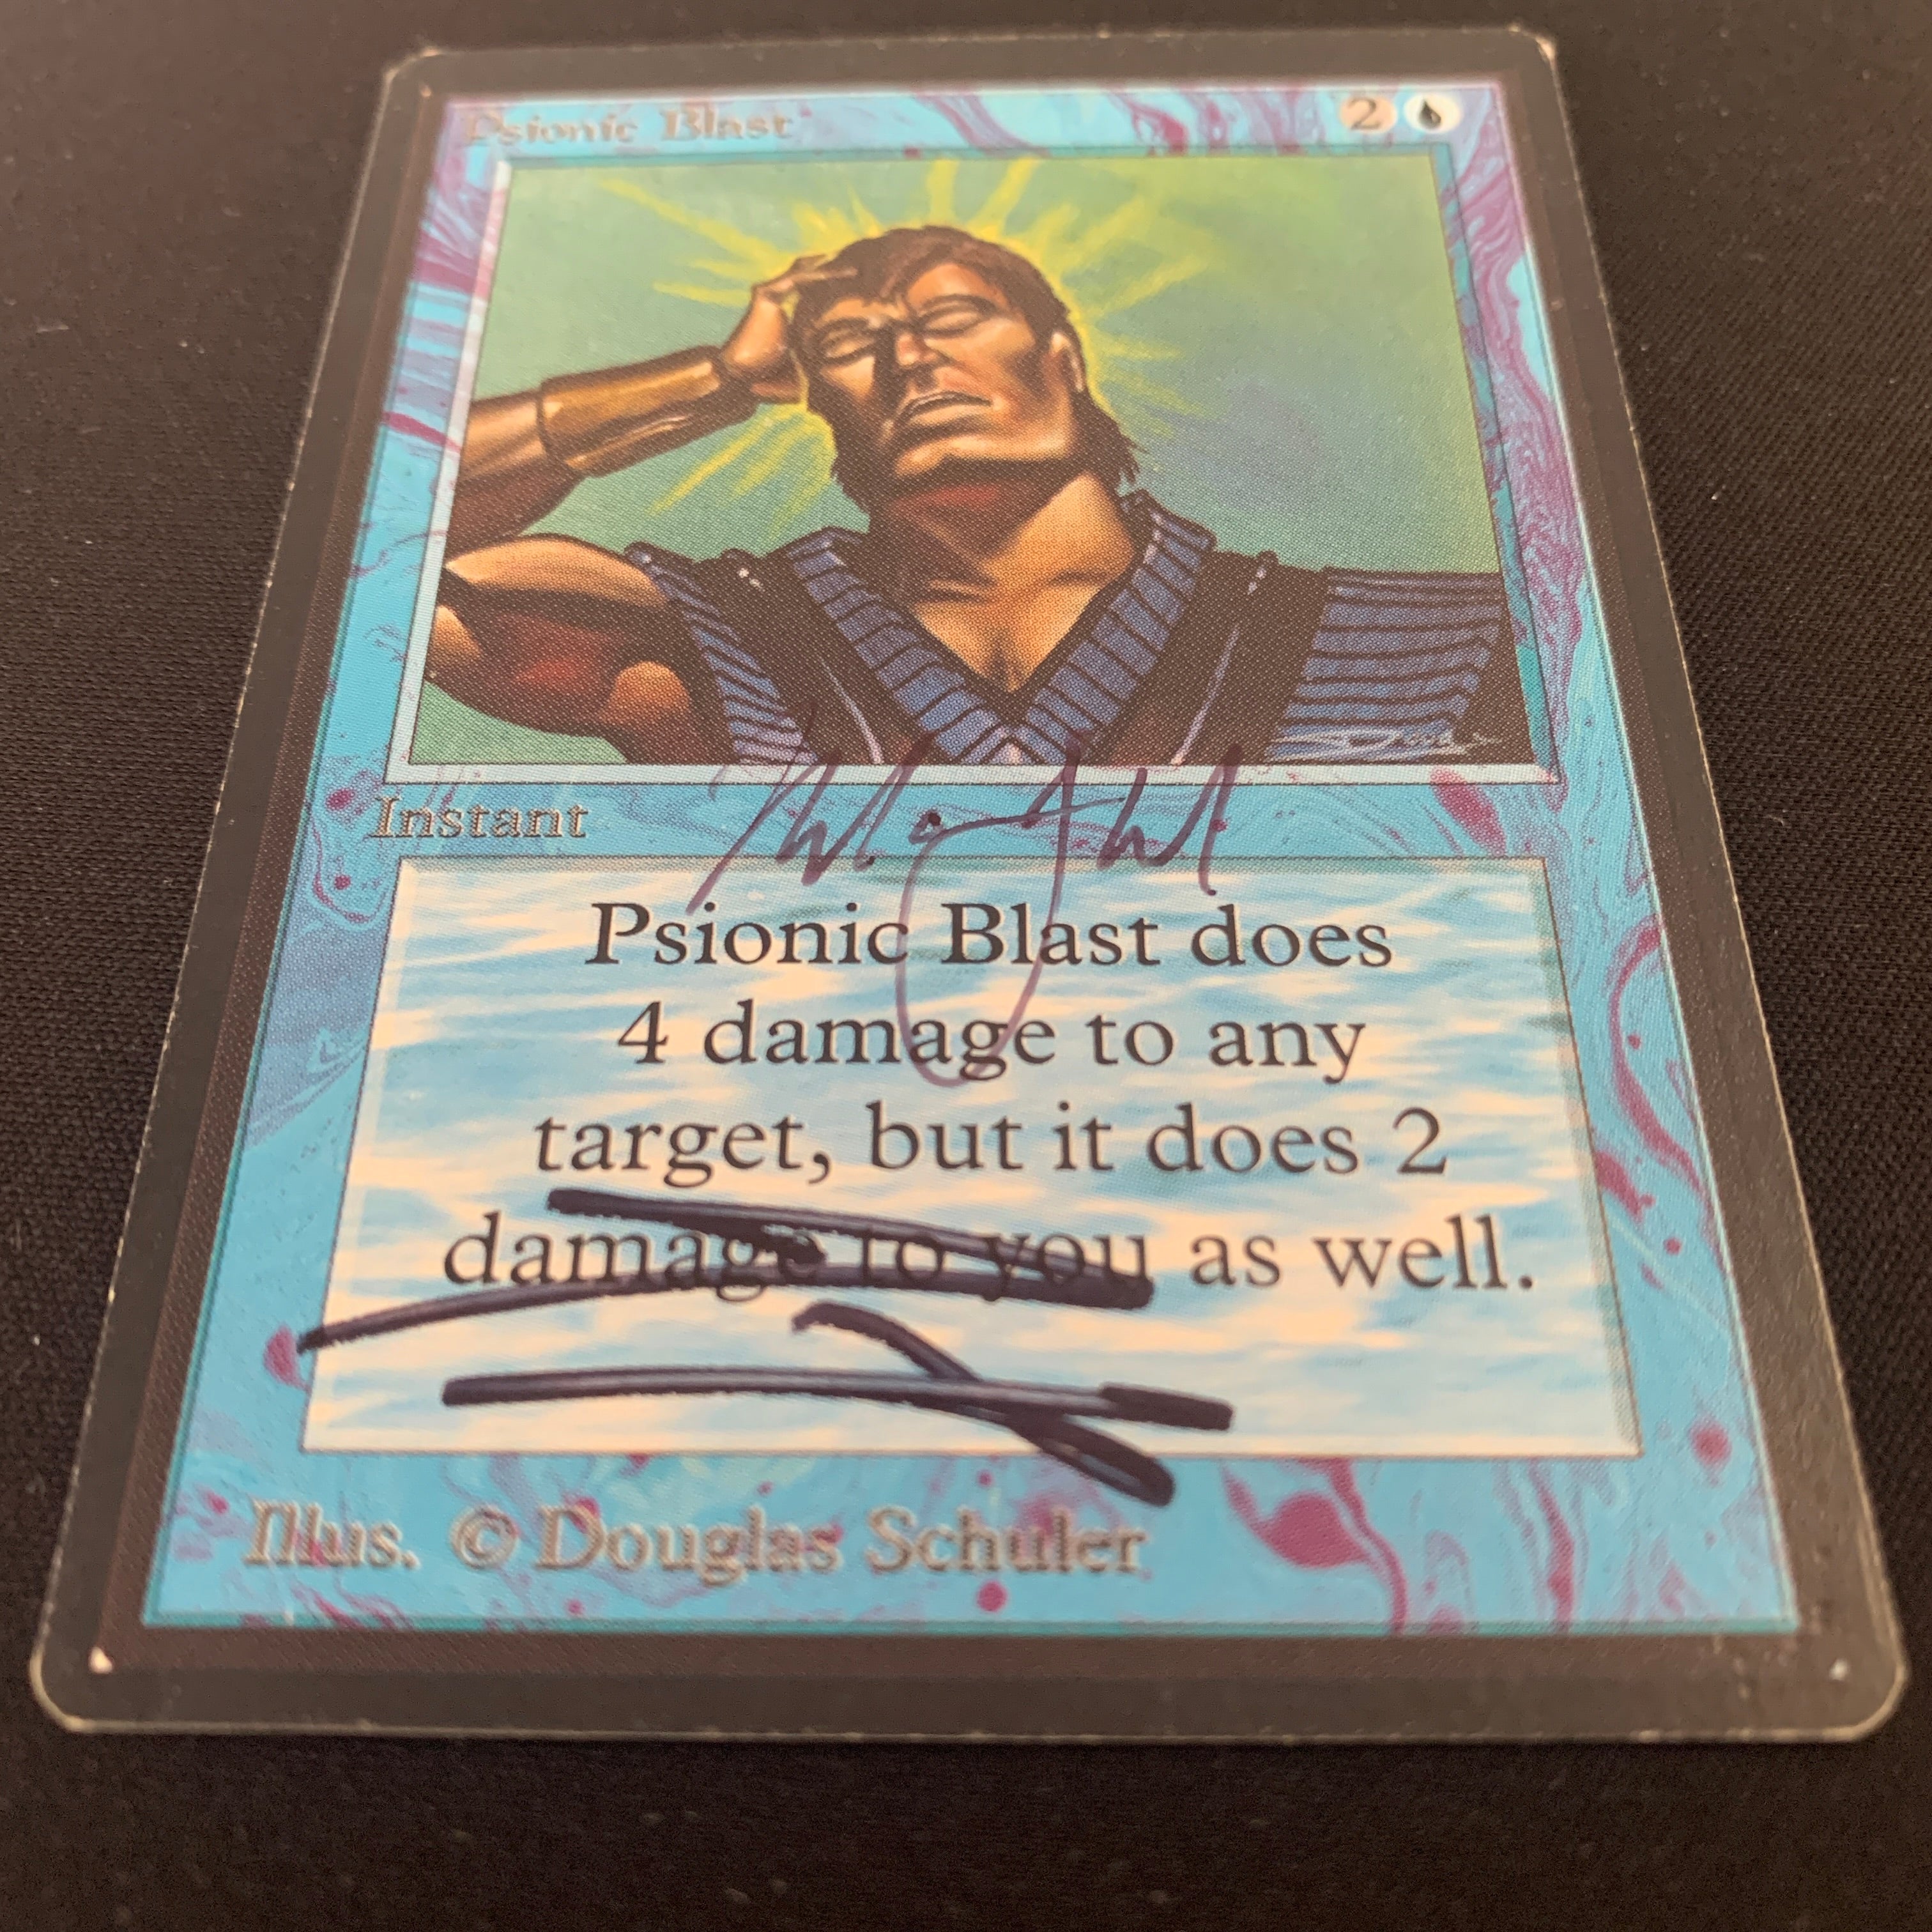 Psionic Blast 2
Instant
Psionic Blast does
4 damage to any
target, but it does 2
damage to you as well.
Illus. © Douglas Schuler